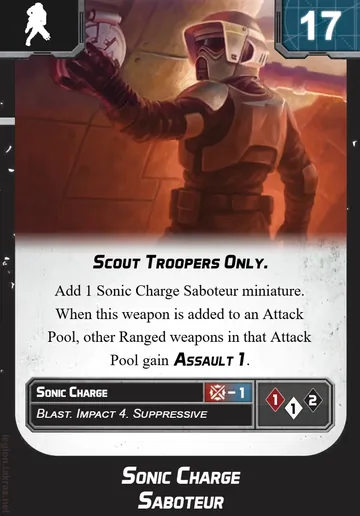 17
Scout Troopers Only.
Add 1 Sonic Charge Saboteur miniature.
When this weapon is added to an Attack
Pool, other Ranged weapons in that Attack
Pool gain Assault 1.
Sonic Charge
– 1
1 1 2
Blast. Impact 4. Suppressive
Sonic Charge
Saboteur